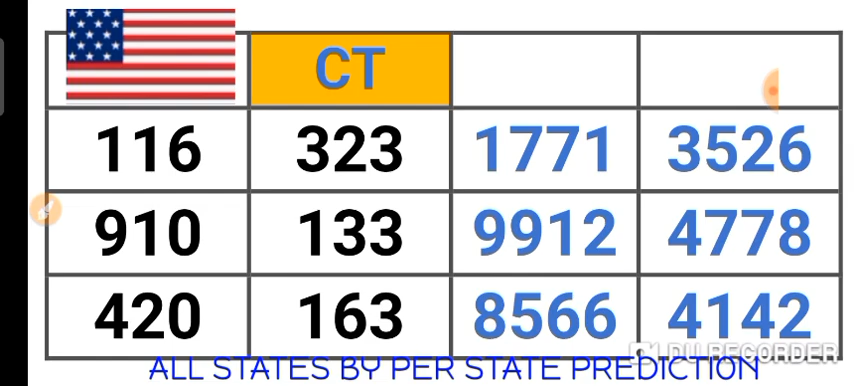 CT
116 323 1771 3526
910 133 9912 4778
420 163 8566 4142
DU RECORDER
ALL STATES BY PER STATE PREDICTION